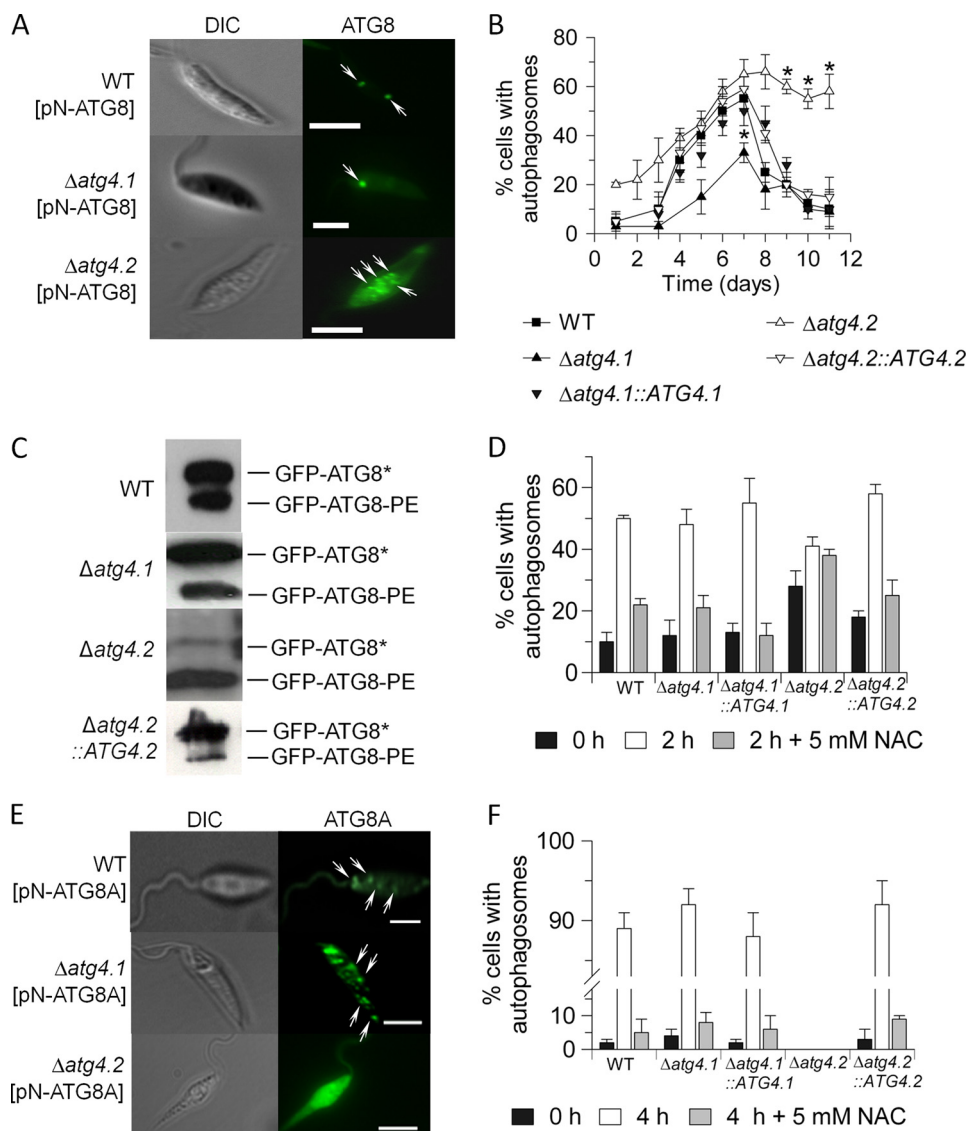 A
DIC ATG8
WT
[pN-ATG8]
Δatg4.1
[pN-ATG8]
Δatg4.2
[pN-ATG8]
B
% cells with
autophagosomes
80
60
40
20
0
0 2 4 6 8 10 12
Time (days)
* * * *
WT
Δatg4.1
Δatg4.1::ATG4.1
Δatg4.2
Δatg4.2::ATG4.2
C
WT
GFP-ATG8*
GFP-ATG8-PE
Δatg4.1
GFP-ATG8*
GFP-ATG8-PE
Δatg4.2
GFP-ATG8*
GFP-ATG8-PE
Δatg4.2
::ATG4.2
GFP-ATG8*
GFP-ATG8-PE
D
% cells with
autophagosomes
60
40
20
0
WT Δatg4.1 Δatg4.1 Δatg4.2 Δatg4.2
::ATG4.1 ::ATG4.2
0 h 2 h 2 h + 5 mM NAC
E
DIC ATG8A
WT
[pN-ATG8A]
Δatg4.1
[pN-ATG8A]
Δatg4.2
[pN-ATG8A]
F
% cells with
autophagosomes
100
90
10
0
WT Δatg4.1 Δatg4.1 Δatg4.2 Δatg4.2
::ATG4.1 ::ATG4.2
0 h 4 h 4 h + 5 mM NAC